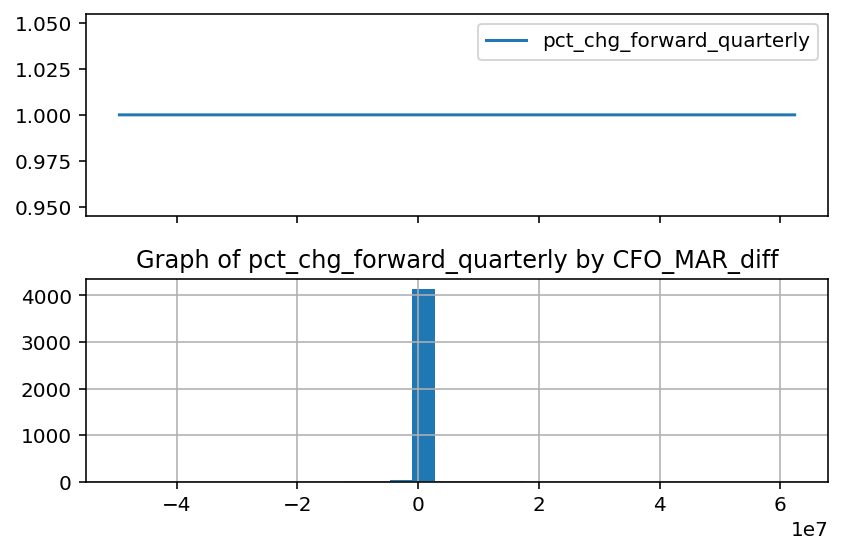 1.050
1.025
1.000
0.975
0.950
pct_chg_forward_quarterly
Graph of pct_chg_forward_quarterly by CFO_MAR_diff
4000
3000
2000
1000
0
−4 −2 0 2 4 6
1e7